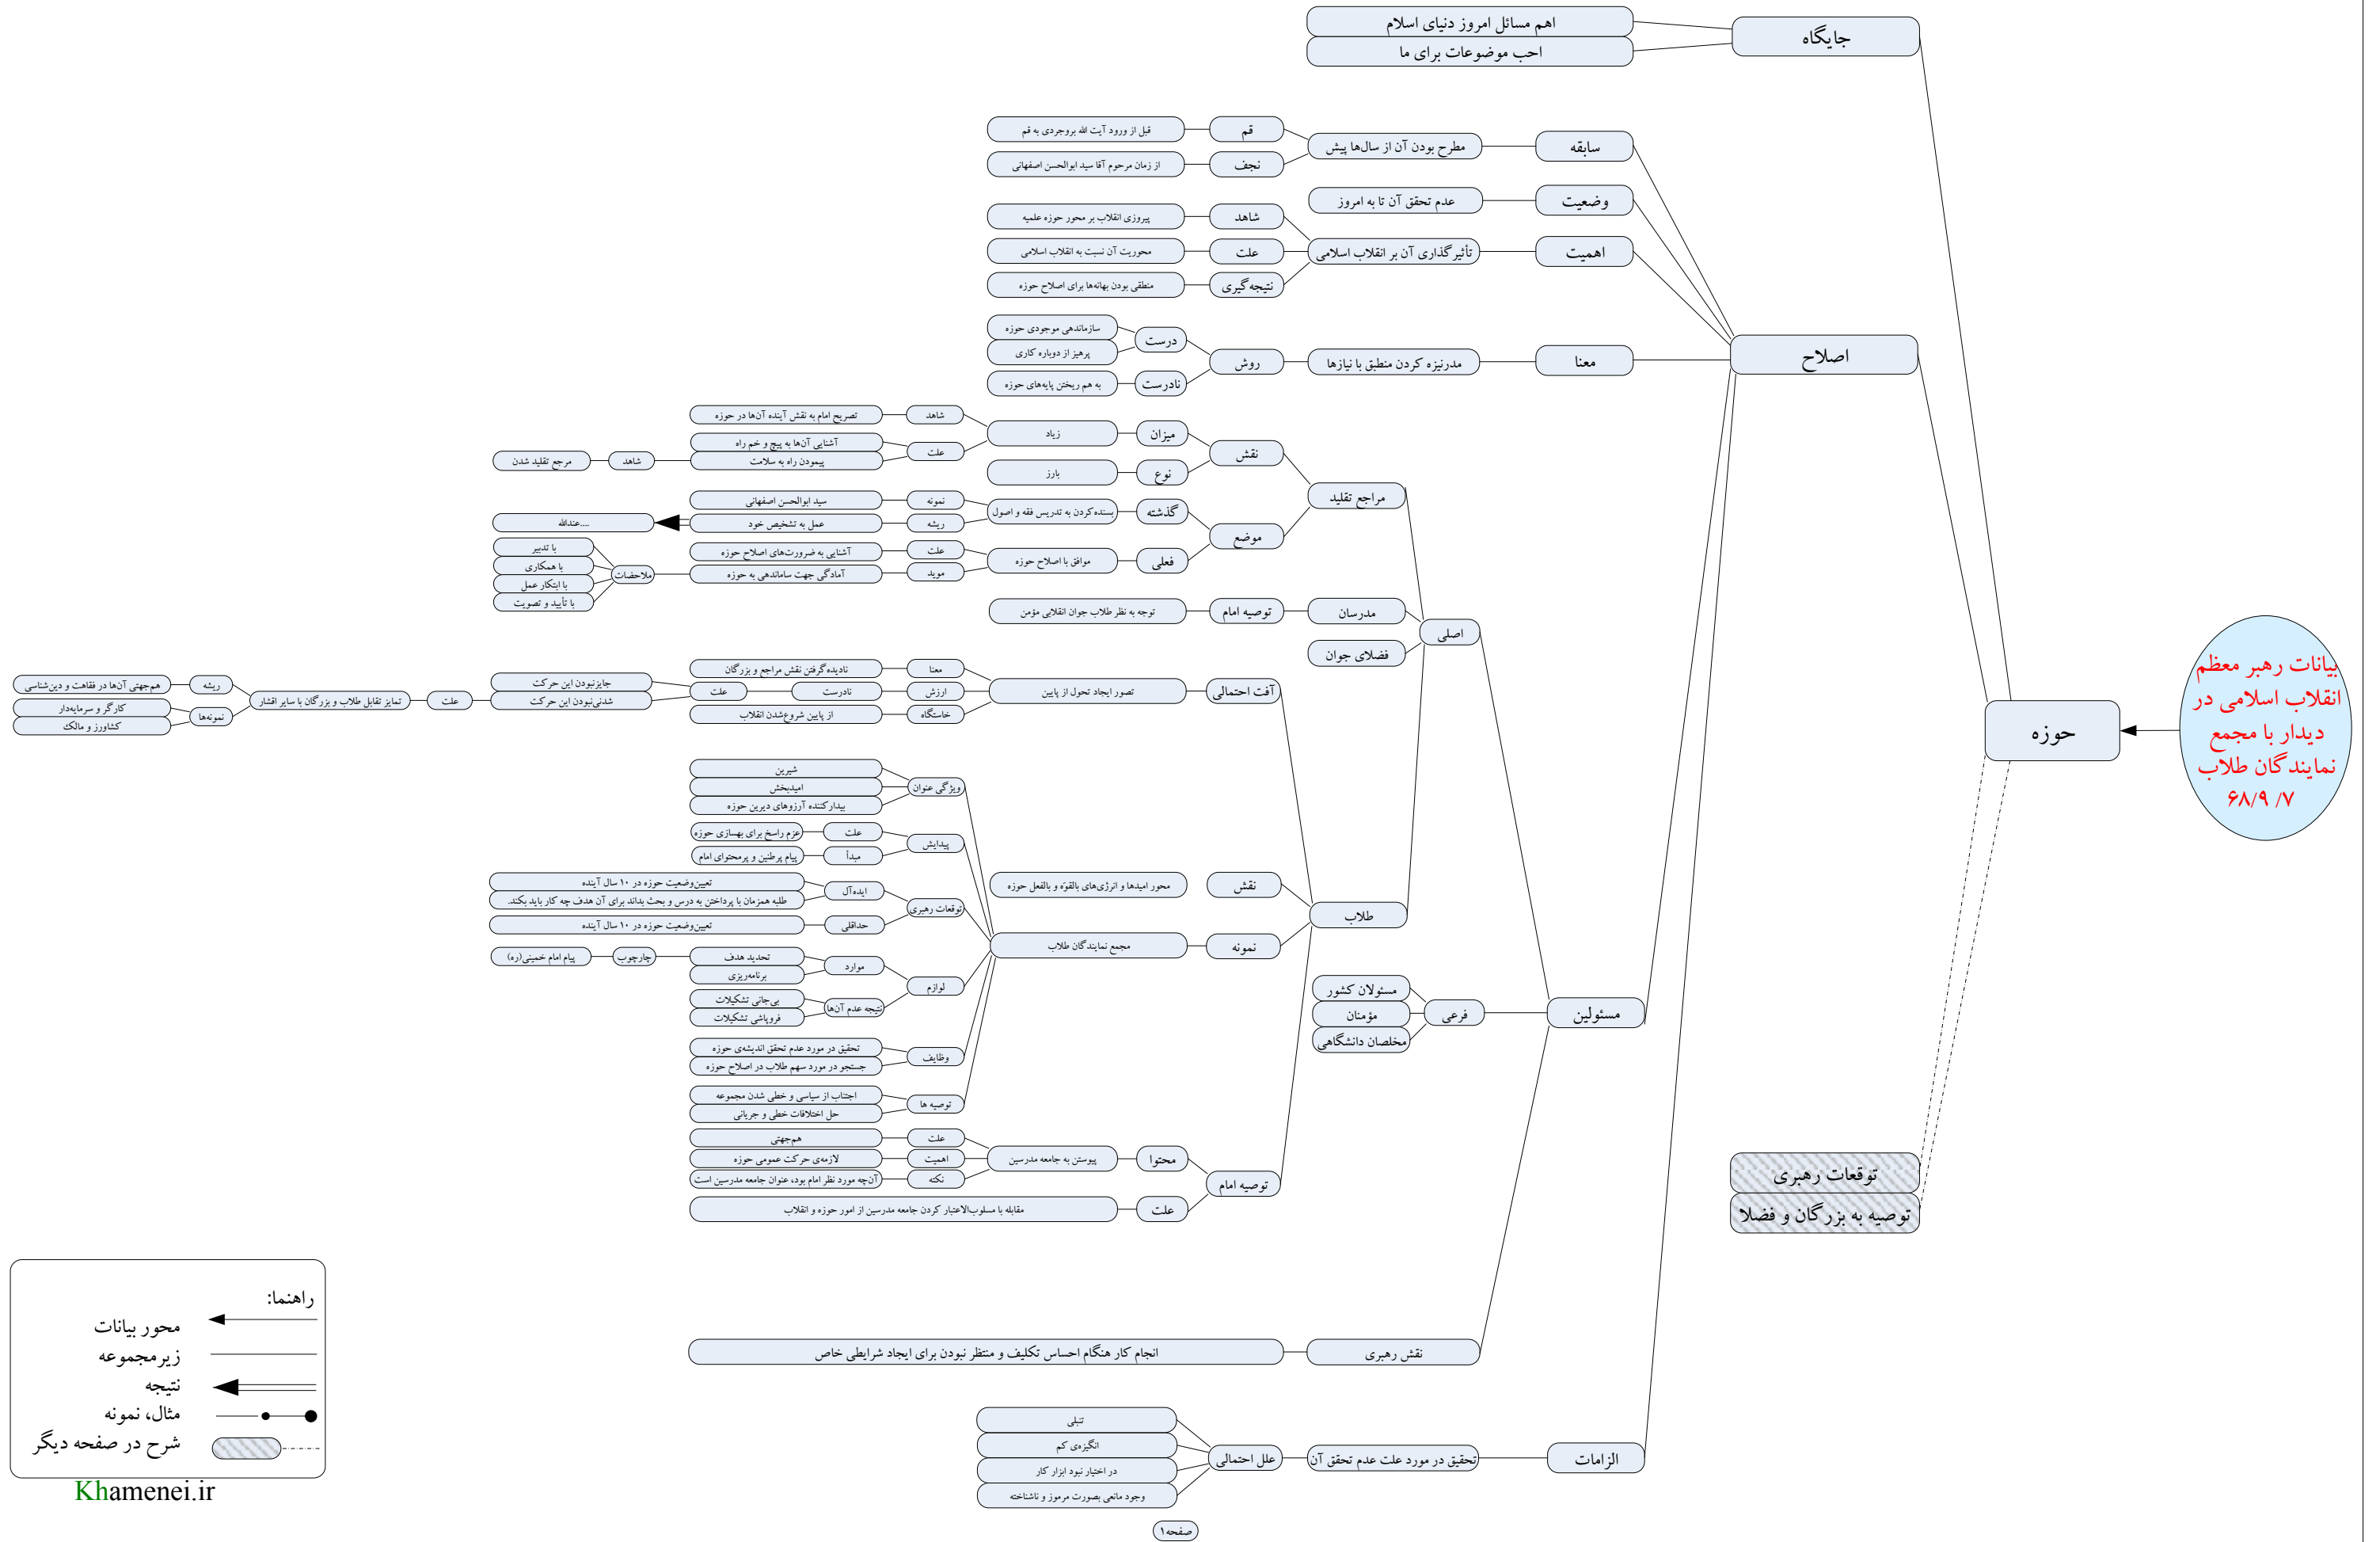 بیانات رهبر معظم
انقلاب اسلامی در
دیدار با مجمع
نمایندگان طلاب
۶۸/۹ /۷
حوزه
جایگاه
اهم مسائل امروز دنیای اسلام
احب موضوعات برای ما
اصلاح
سابقه
مطرح بودن آن از سال‌ها پیش
قم
قبل از ورود آیت الله بروجردی به قم
نجف
از زمان مرحوم آقا سید ابوالحسن اصفهانی
وضعیت
عدم تحقق آن تا به امروز
اهمیت
تأثیرگذاری آن بر انقلاب اسلامی
شاهد
پیروزی انقلاب بر محور حوزه علمیه
علت
محوریت آن نسبت به انقلاب اسلامی
نتیجه‌گیری
منطقی بودن بهانه‌ها برای اصلاح حوزه
معنا
مدرنیزه کردن منطبق با نیازها
روش
درست
سازماندهی موجودی حوزه
پرهیز از دوباره کاری
نادرست
به هم ریختن پایه‌های حوزه
مسئولین
اصلی
مراجع تقلید
نقش
میزان
زیاد
شاهد
تصریح امام به نقش آینده آن‌ها در حوزه
علت
آشنایی آن‌ها به پیچ و خم راه
پیمودن راه به سلامت
شاهد
مرجع تقلید شدن
نوع
بارز
موضع
گذشته
بسنده‌کردن به تدریس فقه و اصول
نمونه
سید ابوالحسن اصفهانی
ریشه
عمل به تشخیص خود
....عندالله
فعلی
موافق با اصلاح حوزه
علت
آشنایی به ضرورت‌های اصلاح حوزه
موید
آمادگی جهت ساماندهی به حوزه
ملاحضات
با تدبیر
با همکاری
با ابتکار عمل
با تأیید و تصویت
مدرسان
توصیه امام
توجه به نظر طلاب جوان انقلابی مؤمن
فضلای جوان
طلاب
آفت احتمالی
تصور ایجاد تحول از پایین
معنا
نادیده‌گرفتن نقش مراجع و بزرگان
ارزش
نادرست
علت
جایزنبودن این حرکت
شدنی‌نبودن این حرکت
علت
تمایز تقابل طلاب و بزرگان با سایر اقشار
ریشه
هم‌جهتی آن‌ها در فقاهت و دین‌شناسی
نمونه‌ها
کارگر و سرمایه‌دار
کشاورز و مالک
خاستگاه
از پایین شروع‌شدن انقلاب
نقش
محور امیدها و انرژی‌های بالقوّه و بالفعل حوزه
نمونه
مجمع نمایندگان طلاب
ویژگی عنوان
شیرین
امیدبخش
بیدارکننده آرزوهای دیرین حوزه
پیدایش
علت
عزم راسخ برای بهسازی حوزه
مبدأ
پیام پرطنین و پرمحتوای امام
توقعات رهبری
ایده‌آل
تعیین‌وضعیت حوزه در ۱۰ سال آینده
طلبه همزمان با پرداختن به درس و بحث بداند برای آن هدف چه کار باید بکند.
حداقلی
تعیین‌وضعیت حوزه در ۱۰ سال آینده
لوازم
موارد
تحدید هدف
چارچوب
پیام امام خمینی(ره)
برنامه‌ریزی
نتیجه عدم آن‌ها
بی‌جانی تشکیلات
فروپاشی تشکیلات
وظایف
تحقیق در مورد عدم تحقق اندیشه‌ی حوزه
جستجو در مورد سهم طلاب در اصلاح حوزه
توصیه ها
اجتناب از سیاسی و خطی شدن مجموعه
حل اختلافات خطی و جریانی
توصیه امام
محتوا
پیوستن به جامعه مدرسین
علت
هم‌جهتی
اهمیت
لازمه‌ی حرکت عمومی حوزه
نکته
آن‌چه مورد نظر امام بود، عنوان جامعه مدرسین است
علت
مقابله با مسلوب‌الاعتبار کردن جامعه مدرسین از امور حوزه و انقلاب
فرعی
مسئولان کشور
مؤمنان
مخلصان دانشگاهی
نقش رهبری
انجام کار هنگام احساس تکلیف و منتظر نبودن برای ایجاد شرایطی خاص
الزامات
تحقیق در مورد علت عدم تحقق آن
علل احتمالی
تنبلی
انگیزه‌ی کم
در اختیار نبود ابزار کار
وجود مانعی بصورت مرموز و ناشناخته
توقعات رهبری
توصیه به بزرگان و فضلا
راهنما:
محور بیانات
زیرمجموعه
نتیجه
مثال، نمونه
شرح در صفحه دیگر
Khamenei.ir
صفحه۱